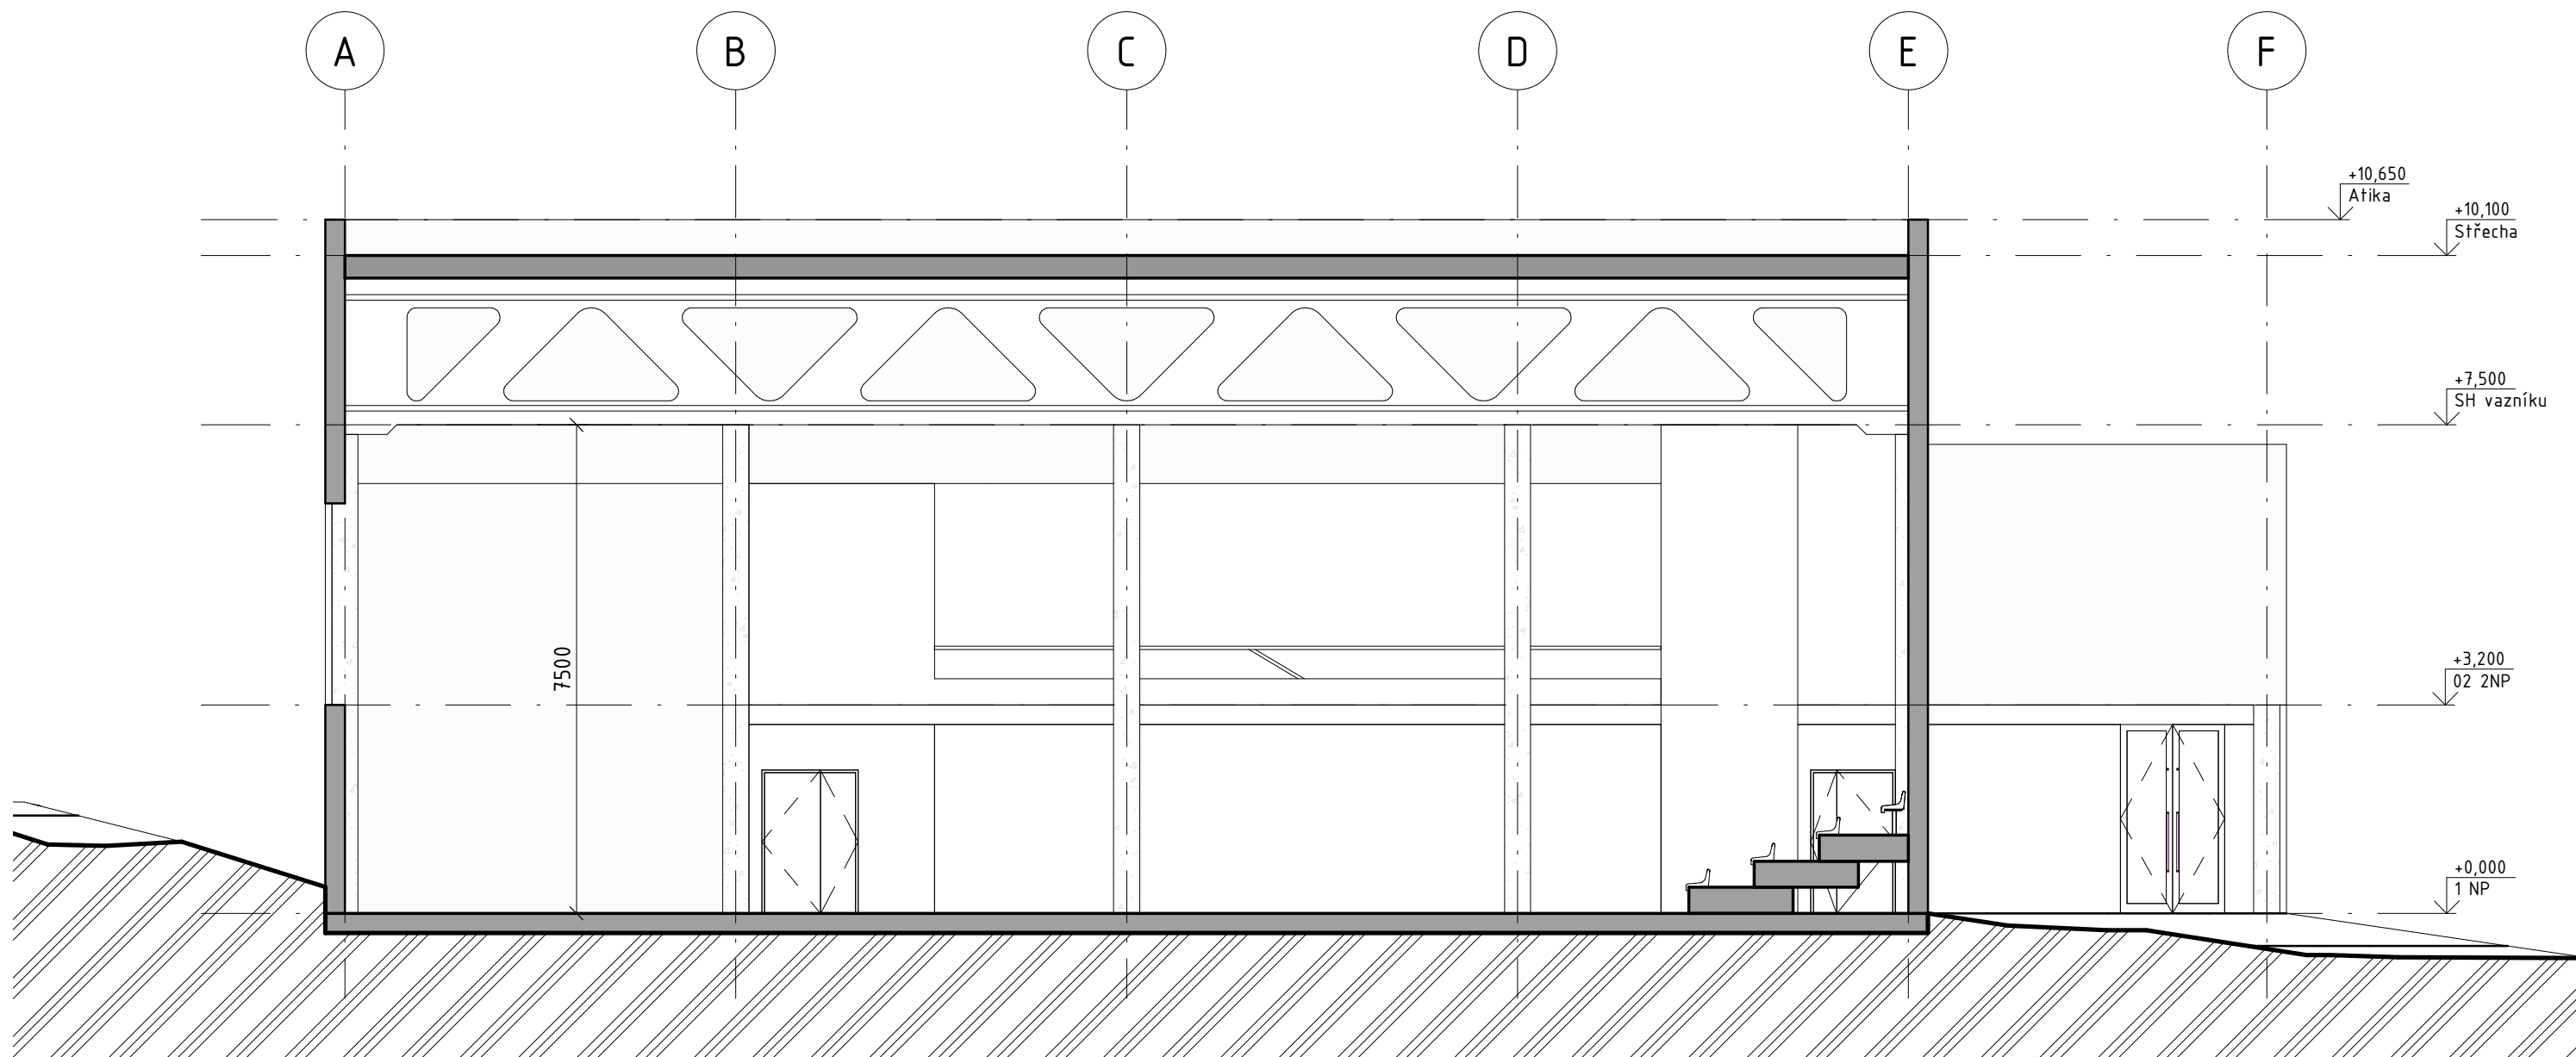 A
B
C
D
E
F
+10,650
Atika
+10,100
Střecha
+7,500
SH vazníku
7500
+3,200
02 2NP
+0,000
1 NP